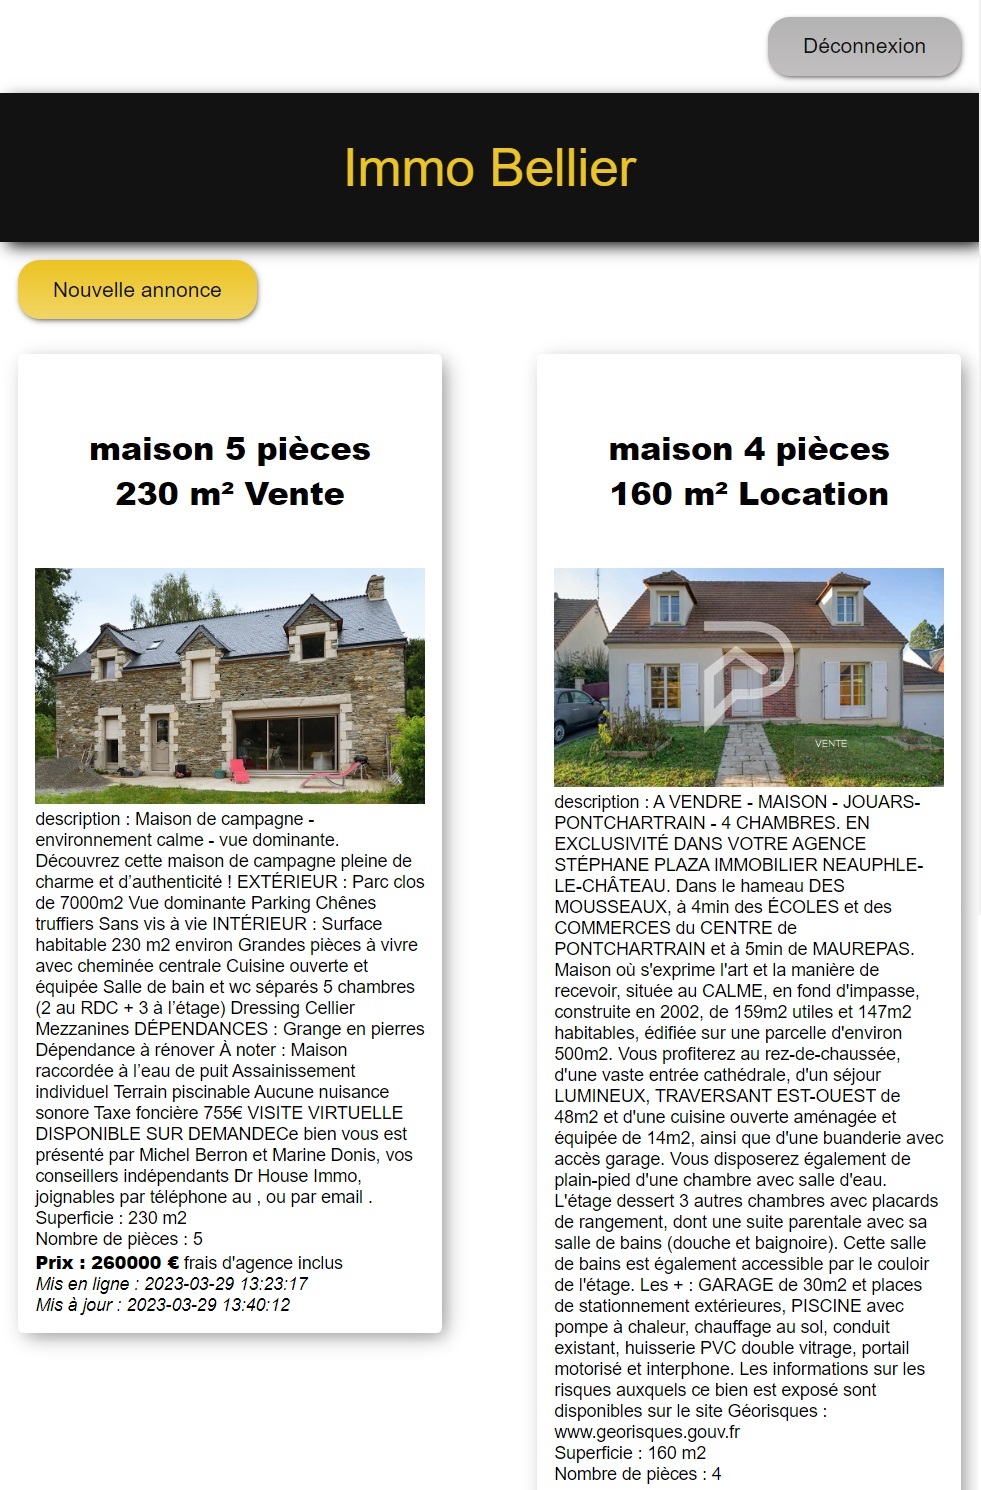 Déconnexion
Immo Bellier
Nouvelle annonce
maison 5 pièces
230 m² Vente
description : Maison de campagne -
environnement calme - vue dominante.
Découvrez cette maison de campagne pleine de
charme et d’authenticité ! EXTÉRIEUR : Parc clos
de 7000m2 Vue dominante Parking Chênes
truffiers Sans vis à vie INTÉRIEUR : Surface
habitable 230 m2 environ Grandes pièces à vivre
avec cheminée centrale Cuisine ouverte et
équipée Salle de bain et wc séparés 5 chambres
(2 au RDC + 3 à l’étage) Dressing Cellier
Mezzanines DÉPENDANCES : Grange en pierres
Dépendance à rénover À noter : Maison
raccordée à l’eau de puit Assainissement
individuel Terrain piscinable Aucune nuisance
sonore Taxe foncière 755€ VISITE VIRTUELLE
DISPONIBLE SUR DEMANDECe bien vous est
présenté par Michel Berron et Marine Donis, vos
conseillers indépendants Dr House Immo,
joignables par téléphone au , ou par email .
Superficie : 230 m2
Nombre de pièces : 5
Prix : 260000 € frais d'agence inclus
Mis en ligne : 2023-03-29 13:23:17
Mis à jour : 2023-03-29 13:40:12
maison 4 pièces
160 m² Location
VENTE
description : A VENDRE - MAISON - JOUARS-
PONTCHARTRAIN - 4 CHAMBRES. EN
EXCLUSIVITÉ DANS VOTRE AGENCE
STÉPHANE PLAZA IMMOBILIER NEAUPHLE-
LE-CHÂTEAU. Dans le hameau DES
MOUSSEAUX, à 4min des ÉCOLES et des
COMMERCES du CENTRE de
PONTCHARTRAIN et à 5min de MAUREPAS.
Maison où s'exprime l'art et la manière de
recevoir, située au CALME, en fond d'impasse,
construite en 2002, de 159m2 utiles et 147m2
habitables, édifiée sur une parcelle d'environ
500m2. Vous profiterez au rez-de-chaussée,
d'une vaste entrée cathédrale, d'un séjour
LUMINEUX, TRAVERSANT EST-OUEST de
48m2 et d'une cuisine ouverte aménagée et
équipée de 14m2, ainsi que d'une buanderie avec
accès garage. Vous disposerez également de
plain-pied d'une chambre avec salle d'eau.
L'étage dessert 3 autres chambres avec placards
de rangement, dont une suite parentale avec sa
salle de bains (douche et baignoire). Cette salle
de bains est également accessible par le couloir
de l'étage. Les + : GARAGE de 30m2 et places
de stationnement extérieures, PISCINE avec
pompe à chaleur, chauffage au sol, conduit
existant, huisserie PVC double vitrage, portail
motorisé et interphone. Les informations sur les
risques auxquels ce bien est exposé sont
disponibles sur le site Géorisques :
www.georisques.gouv.fr
Superficie : 160 m2
Nombre de pièces : 4